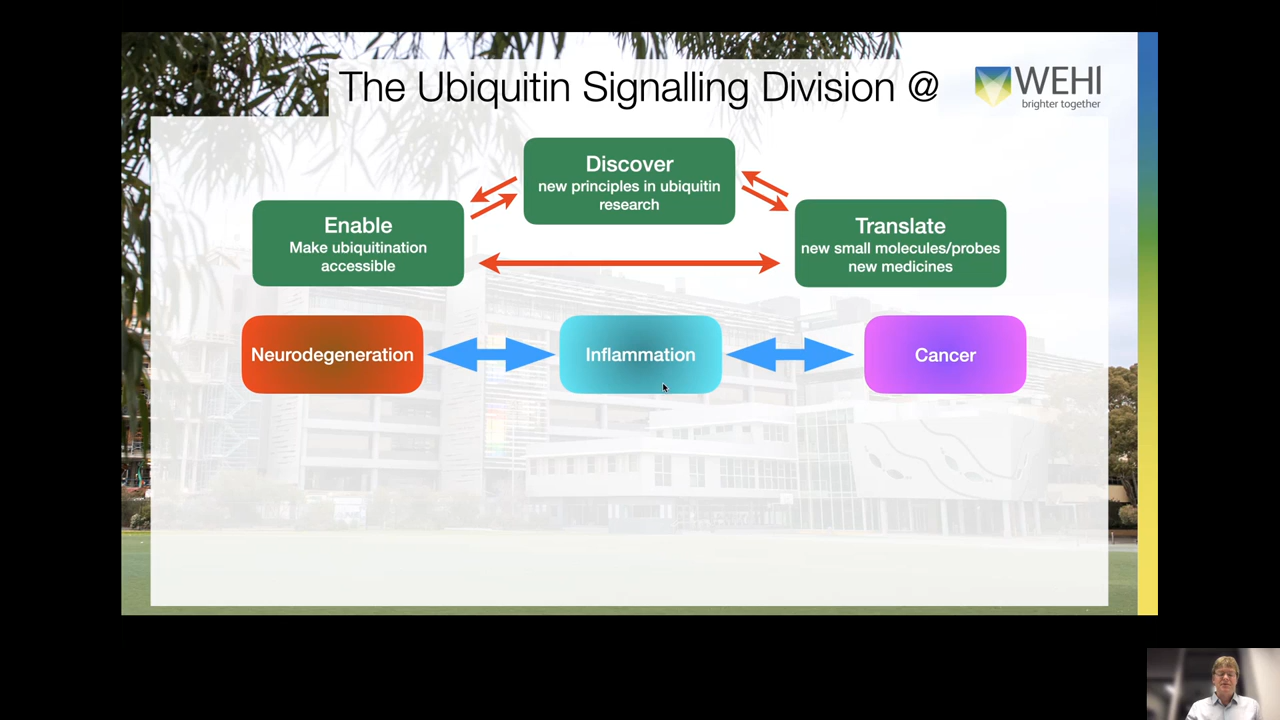 The Ubiquitin Signalling Division @
WEHI
brighter together
Discover
new principles in ubiquitin
research
Enable
Make ubiquitination
accessible
Translate
new small molecules/probes
new medicines
Neurodegeneration
Inflammation
Cancer